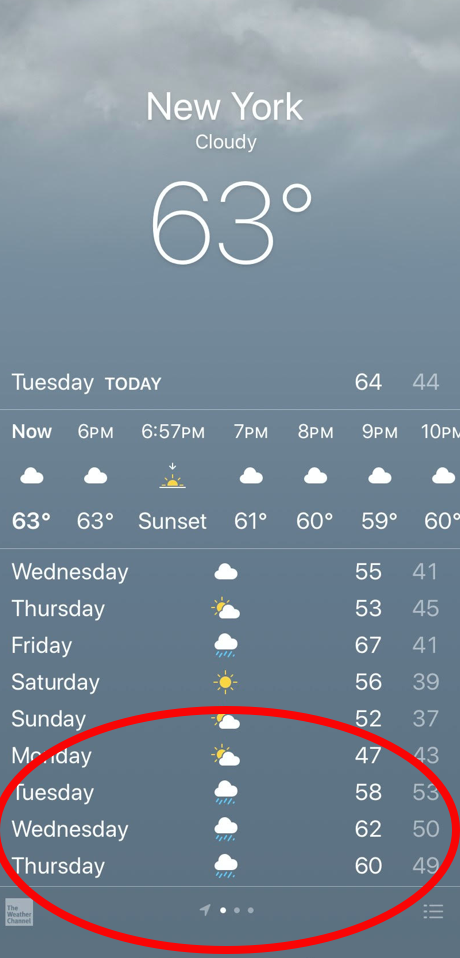 New York
Cloudy
63°
Tuesday TODAY 64 44
Now 6PM 6:57PM 7PM 8PM 9PM 10PM
63° 63° Sunset 61° 60° 59° 60°
Wednesday 55 41
Thursday 53 45
Friday 67 41
Saturday 56 39
Sunday 52 37
Monday 47 43
Tuesday 58 53
Wednesday 62 50
Thursday 60 49
The
Weather
Channel